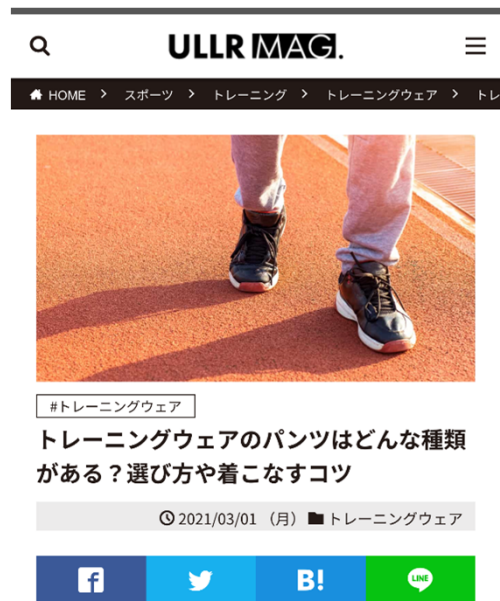 ULLR MAG.
HOME > スポーツ > トレーニング > トレーニングウェア > トレ
#トレーニングウェア
トレーニングウェアのパンツはどんな種類
がある？選び方や着こなすコツ
2021/03/01 （月） トレーニングウェア
f B! LINE